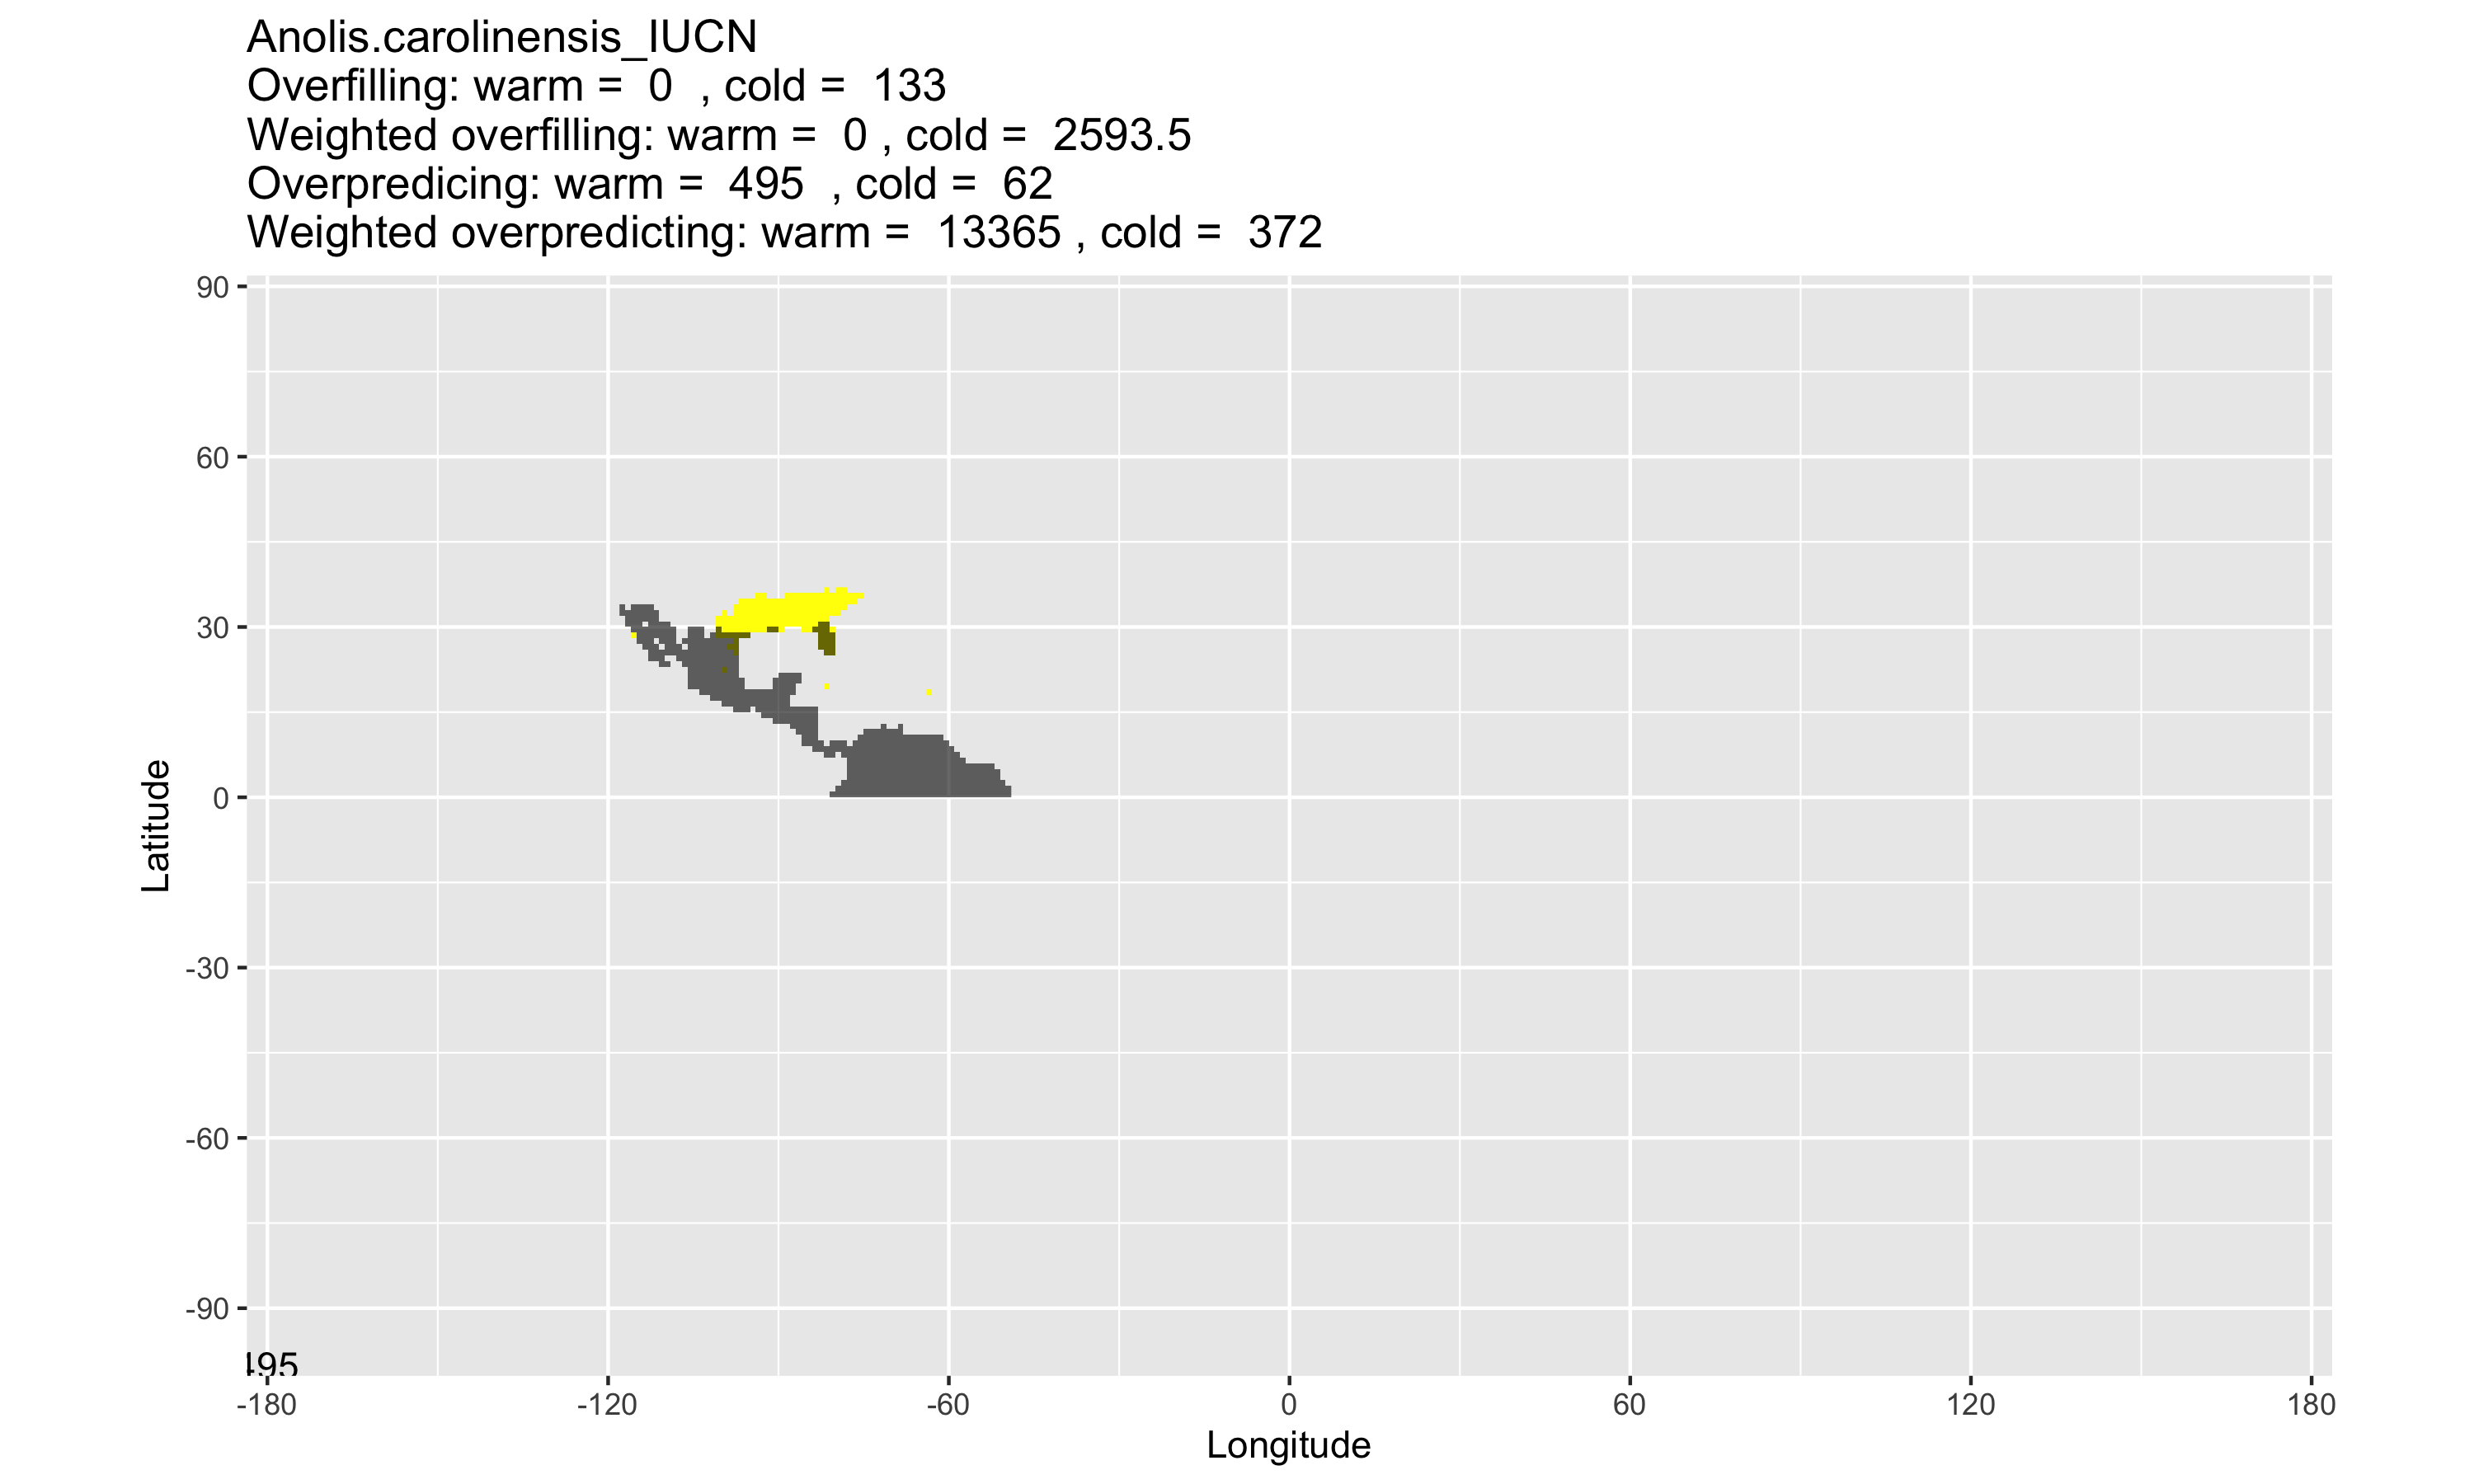 Anolis.carolinensis_IUCN
Overfilling: warm = 0 , cold = 133
Weighted overfilling: warm = 0 , cold = 2593.5
Overpredicing: warm = 495 , cold = 62
Weighted overpredicting: warm = 13365 , cold = 372
90
60
30
0
-30
-60
-90
Latitude
495
-180 -120 -60 0 60 120 180
Longitude